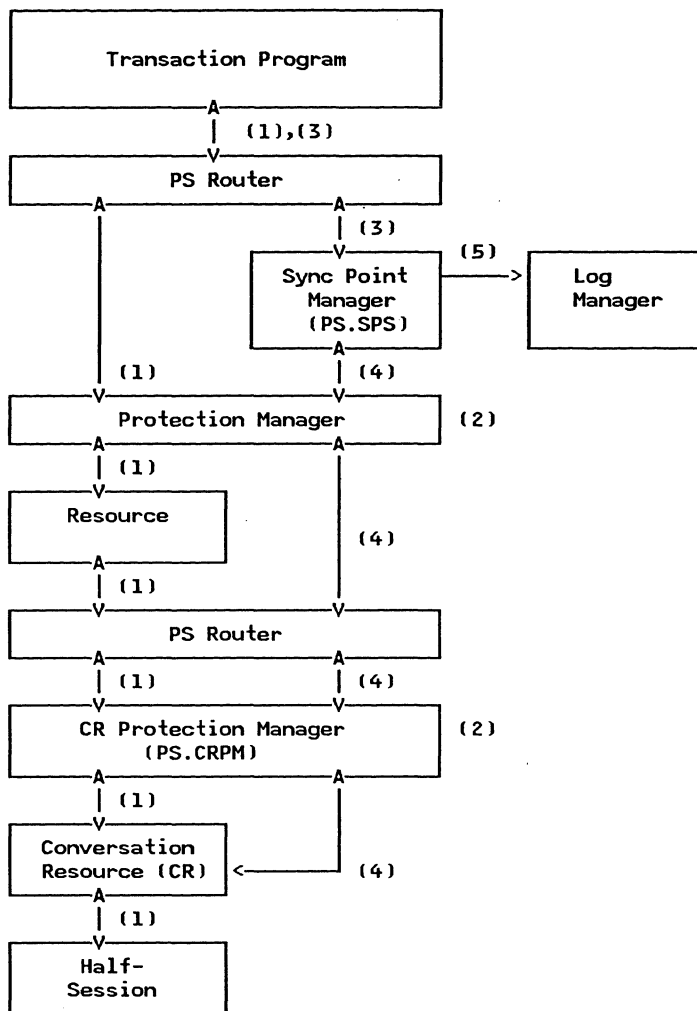 Transaction Program
(1),(3)
PS Router
(3)
(5)
Sync Point
Manager
(PS.SPS)
Log
Manager
(1)
(4)
Protection Manager
(2)
(1)
Resource
(4)
(1)
PS Router
(1)
(4)
CR Protection Manager
(PS.CRPM)
(2)
(1)
Conversation
Resource (CR)
(4)
(1)
Half-
Session